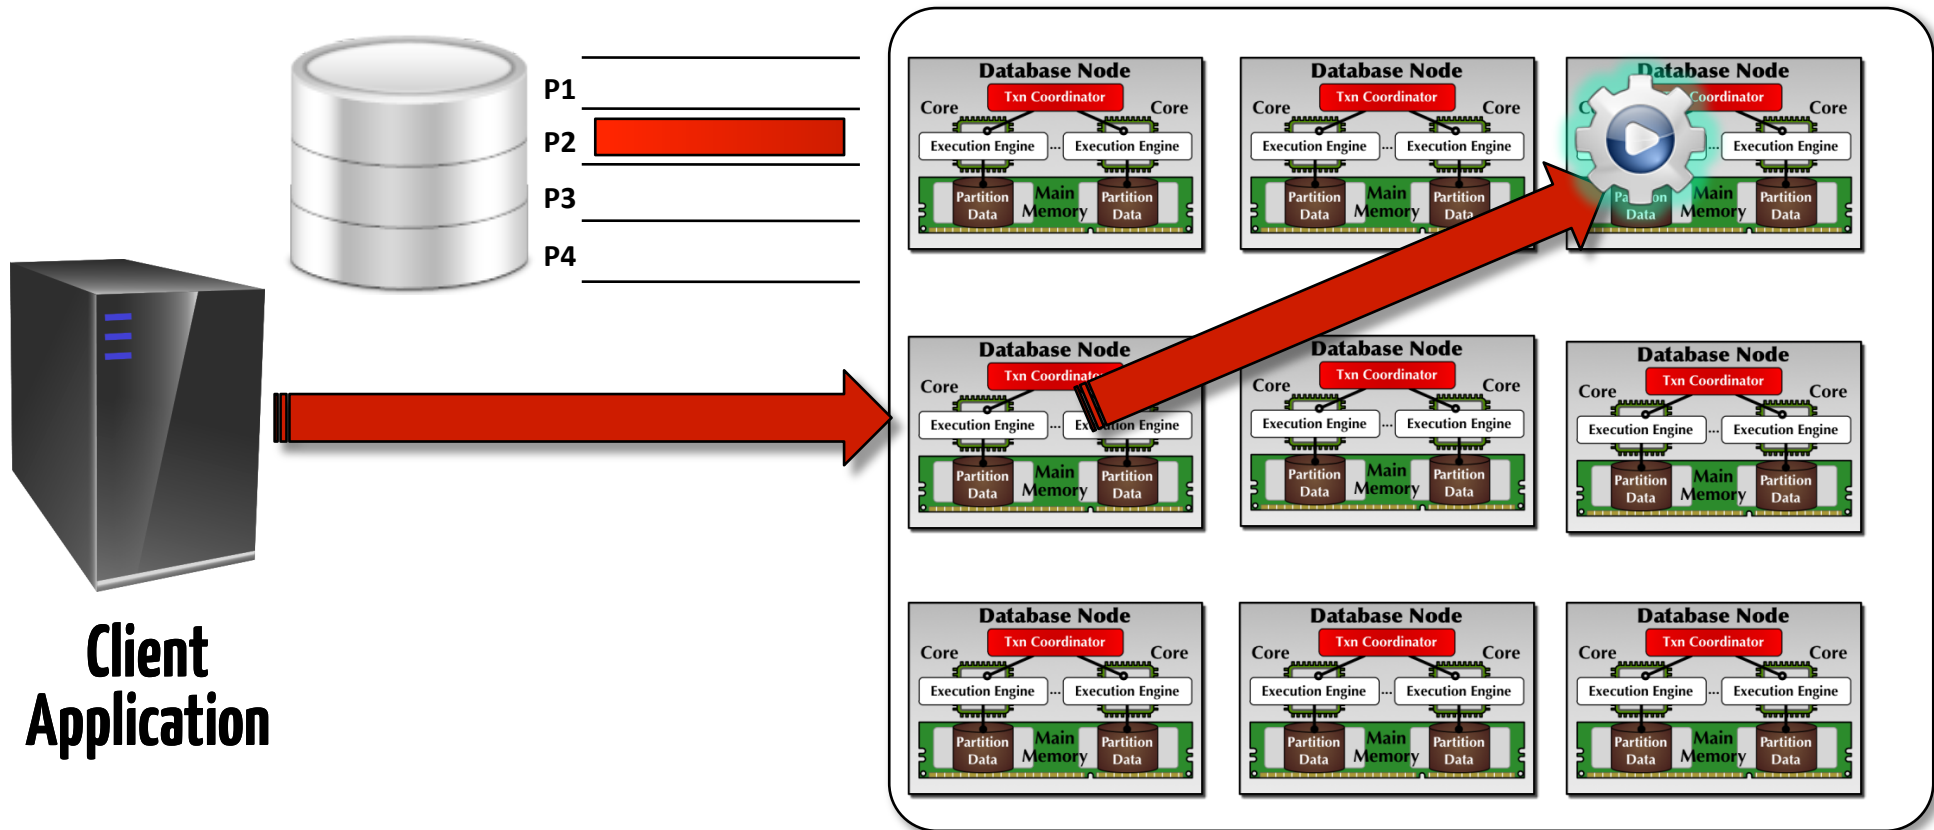 P1
P2
P3
P4
Client
Application
Database Node
Txn Coordinator
Core
Core
Execution Engine
...
Execution Engine
Partition
Data
Main
Memory
Partition
Data
Database Node
Txn Coordinator
Core
Core
Execution Engine
...
Execution Engine
Partition
Data
Main
Memory
Partition
Data
Database Node
Coordinator
Core
...
Execution Engine
Partition
Data
Main
Memory
Partition
Data
Database Node
Txn Coordinator
Core
Execution Engine
...
Execution Engine
Partition
Data
Main
Memory
Partition
Data
Database Node
Txn Coordinator
Core
Core
Execution Engine
...
Execution Engine
Partition
Data
Main
Memory
Partition
Data
Database Node
Txn Coordinator
Core
Core
Execution Engine
...
Execution Engine
Partition
Data
Main
Memory
Partition
Data
Database Node
Txn Coordinator
Core
Core
Execution Engine
...
Execution Engine
Partition
Data
Main
Memory
Partition
Data
Database Node
Txn Coordinator
Core
Core
Execution Engine
...
Execution Engine
Partition
Data
Main
Memory
Partition
Data
Database Node
Txn Coordinator
Core
Core
Execution Engine
...
Execution Engine
Partition
Data
Main
Memory
Partition
Data